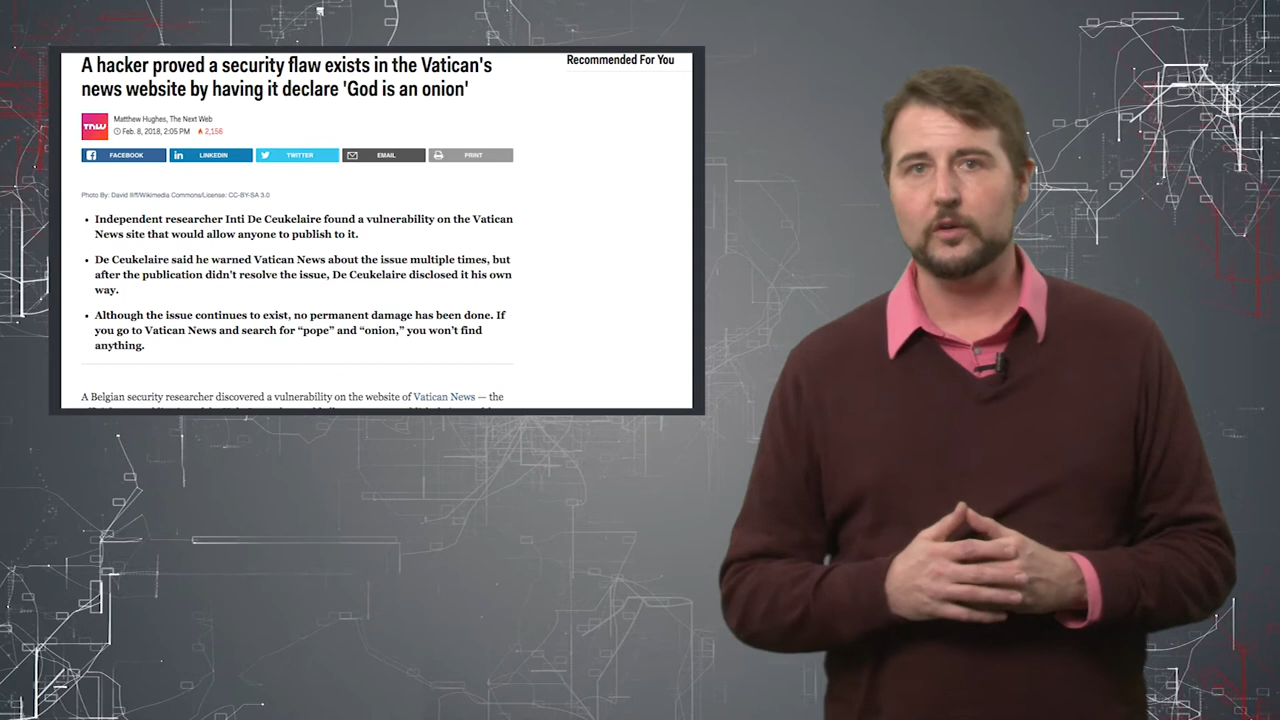 A hacker proved a security flaw exists in the Vatican's
news website by having it declare 'God is an onion'
Recommended For You
TNW
Matthew Hughes, The Next Web
Feb. 8, 2018, 2:05 PM 2,156
FACEBOOK
LINKEDIN
TWITTER
EMAIL
PRINT
Photo By: David Iliff/Wikimedia Commons/License: CC-BY-SA 3.0
• Independent researcher Inti De Ceukelaire found a vulnerability on the Vatican
News site that would allow anyone to publish to it.
• De Ceukelaire said he warned Vatican News about the issue multiple times, but
after the publication didn't resolve the issue, De Ceukelaire disclosed it his own
way.
• Although the issue continues to exist, no permanent damage has been done. If
you go to Vatican News and search for “pope” and “onion,” you won’t find
anything.
A Belgian security researcher discovered a vulnerability on the website of Vatican News — the